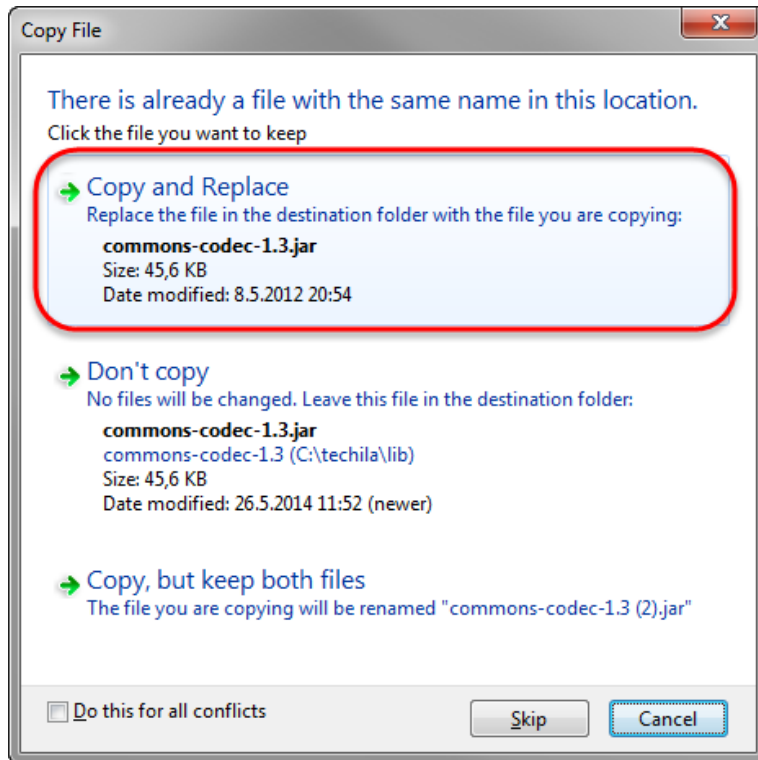 Copy File
There is already a file with the same name in this location.
Click the file you want to keep
Copy and Replace
Replace the file in the destination folder with the file you are copying:
commons-codec-1.3.jar
Size: 45,6 KB
Date modified: 8.5.2012 20:54
Don't copy
No files will be changed. Leave this file in the destination folder:
commons-codec-1.3.jar
commons-codec-1.3 (C:\techila\lib)
Size: 45,6 KB
Date modified: 26.5.2014 11:52 (newer)
Copy, but keep both files
The file you are copying will be renamed "commons-codec-1.3 (2).jar"
Do this for all conflicts
Skip
Cancel